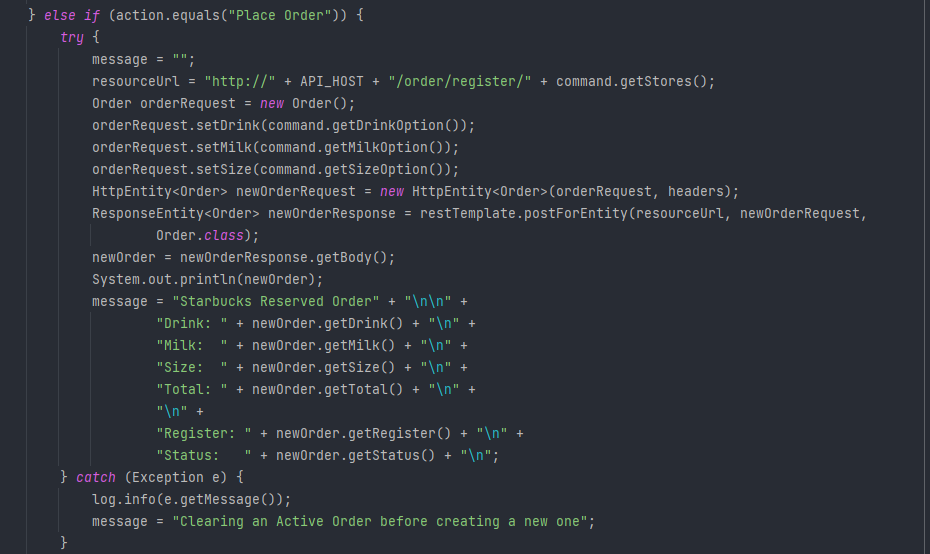 } else if (action.equals("Place Order")) {
    try {
        message = "";
        resourceUrl = "http://" + API_HOST + "/order/register/" + command.getStores();
        Order orderRequest = new Order();
        orderRequest.setDrink(command.getDrinkOption());
        orderRequest.setMilk(command.getMilkOption());
        orderRequest.setSize(command.getSizeOption());
        HttpEntity<Order> newOrderRequest = new HttpEntity<Order>(orderRequest, headers);
        ResponseEntity<Order> newOrderResponse = restTemplate.postForEntity(resourceUrl, newOrderRequest,
                Order.class);
        newOrder = newOrderResponse.getBody();
        System.out.println(newOrder);
        message = "Starbucks Reserved Order" + "\n\n" +
                "Drink: " + newOrder.getDrink() + "\n" +
                "Milk:  " + newOrder.getMilk() + "\n" +
                "Size:  " + newOrder.getSize() + "\n" +
                "Total: " + newOrder.getTotal() + "\n" +
                "\n" +
                "Register: " + newOrder.getRegister() + "\n" +
                "Status:   " + newOrder.getStatus() + "\n";
    } catch (Exception e) {
        log.info(e.getMessage());
        message = "Clearing an Active Order before creating a new one";
    }